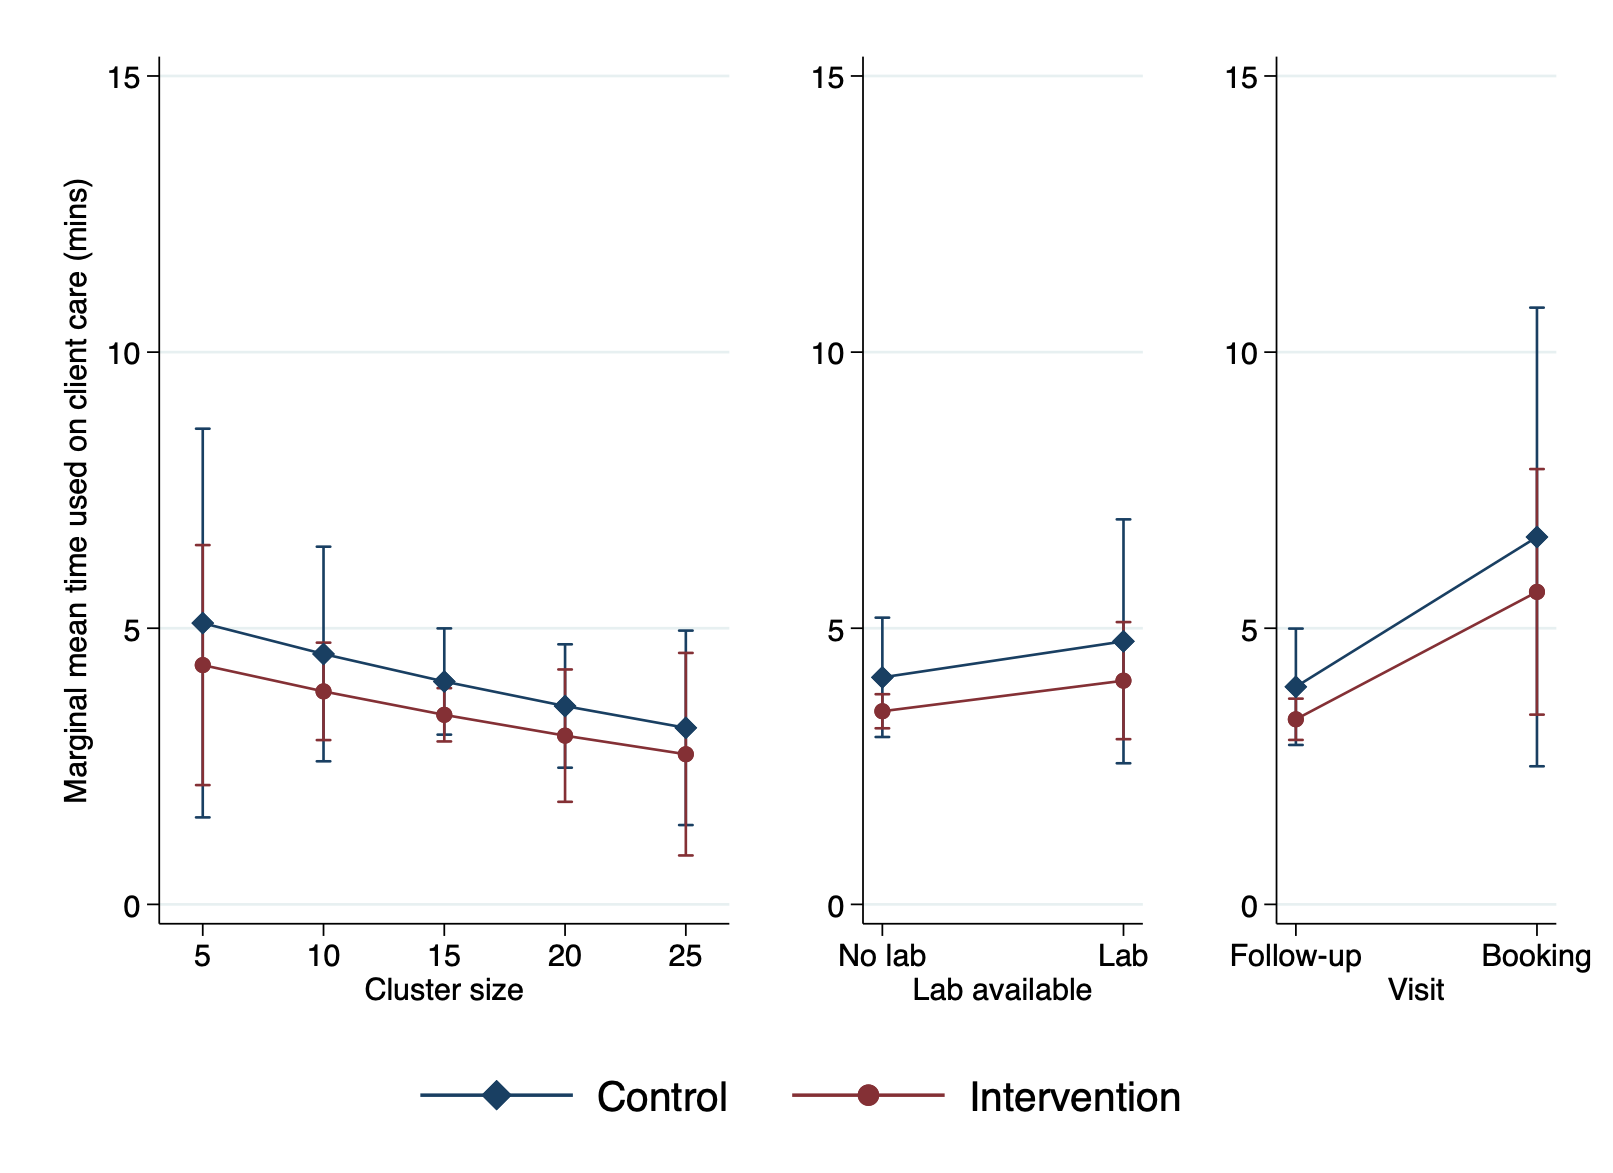 Marginal mean time used on client care (mins)
15
10
5
0
5 10 15 20 25
Cluster size
15
10
5
0
No lab Lab
Lab available
15
10
5
0
Follow-up Booking
Visit
Control Intervention